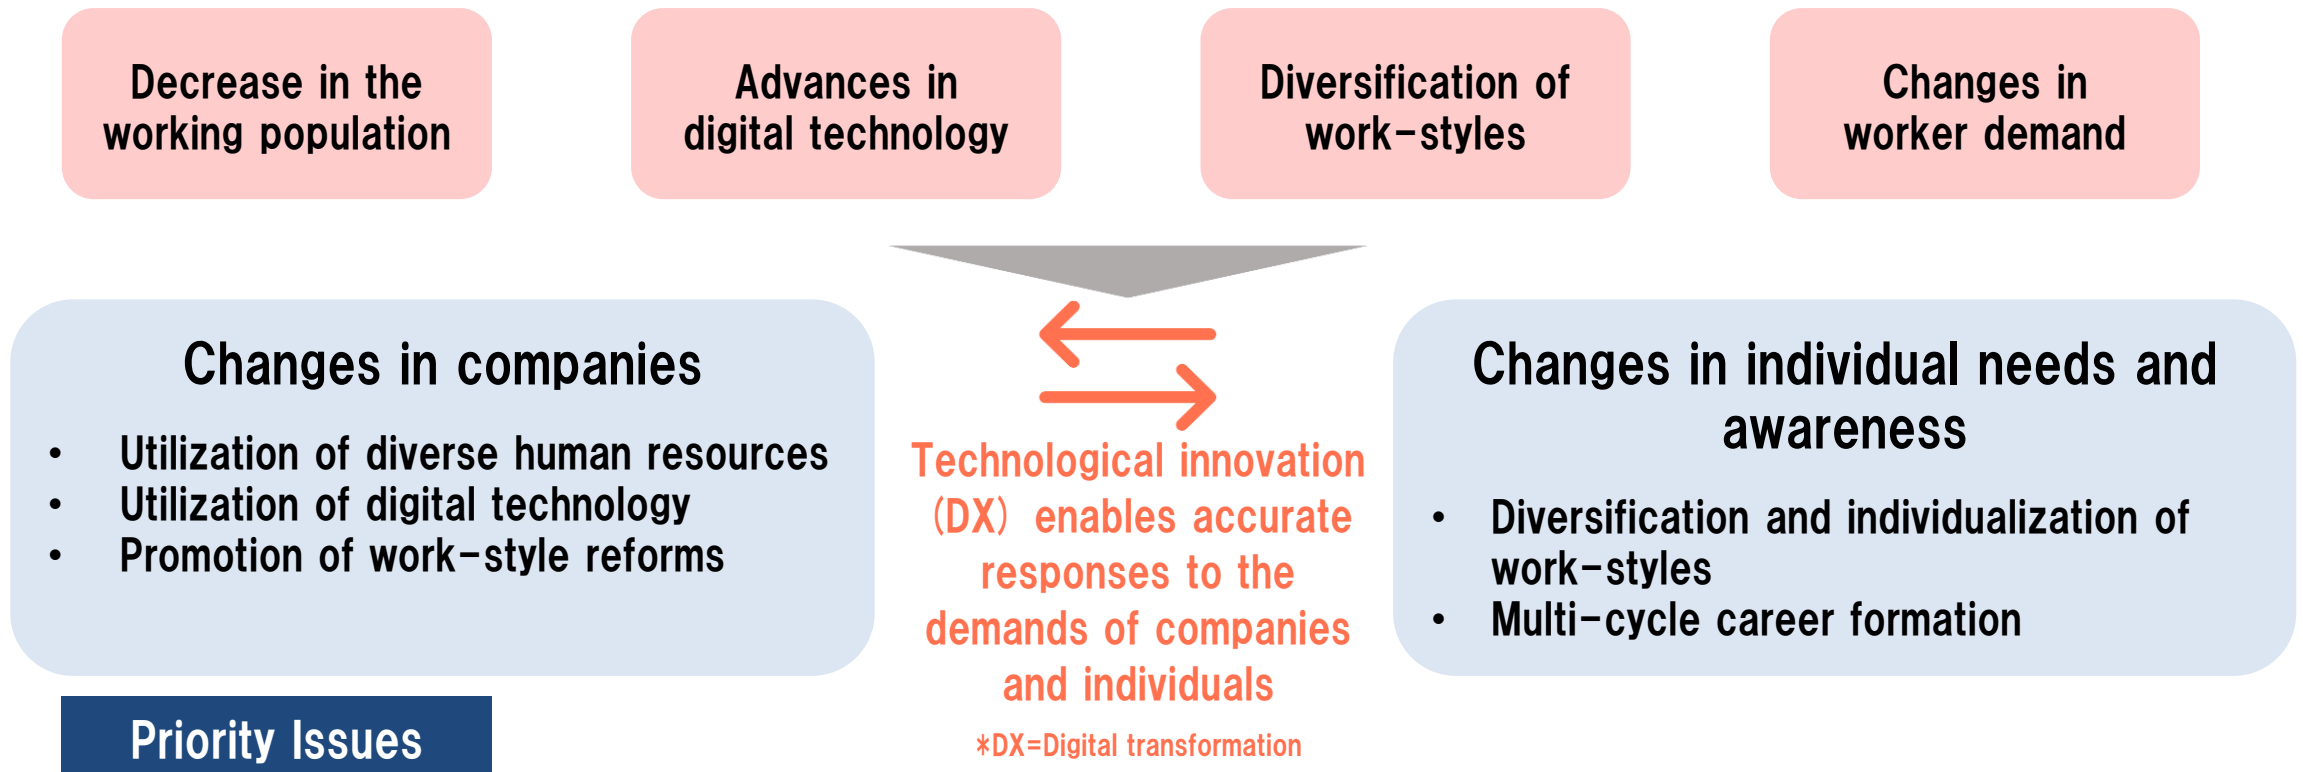 Decrease in the
working population
Advances in
digital technology
Diversification of
work-styles
Changes in
worker demand
Changes in companies
• Utilization of diverse human resources
• Utilization of digital technology
• Promotion of work-style reforms
Technological innovation
(DX) enables accurate
responses to the
demands of companies
and individuals
*DX=Digital transformation
Changes in individual needs and
awareness
• Diversification and individualization of
work-styles
• Multi-cycle career formation
Priority Issues